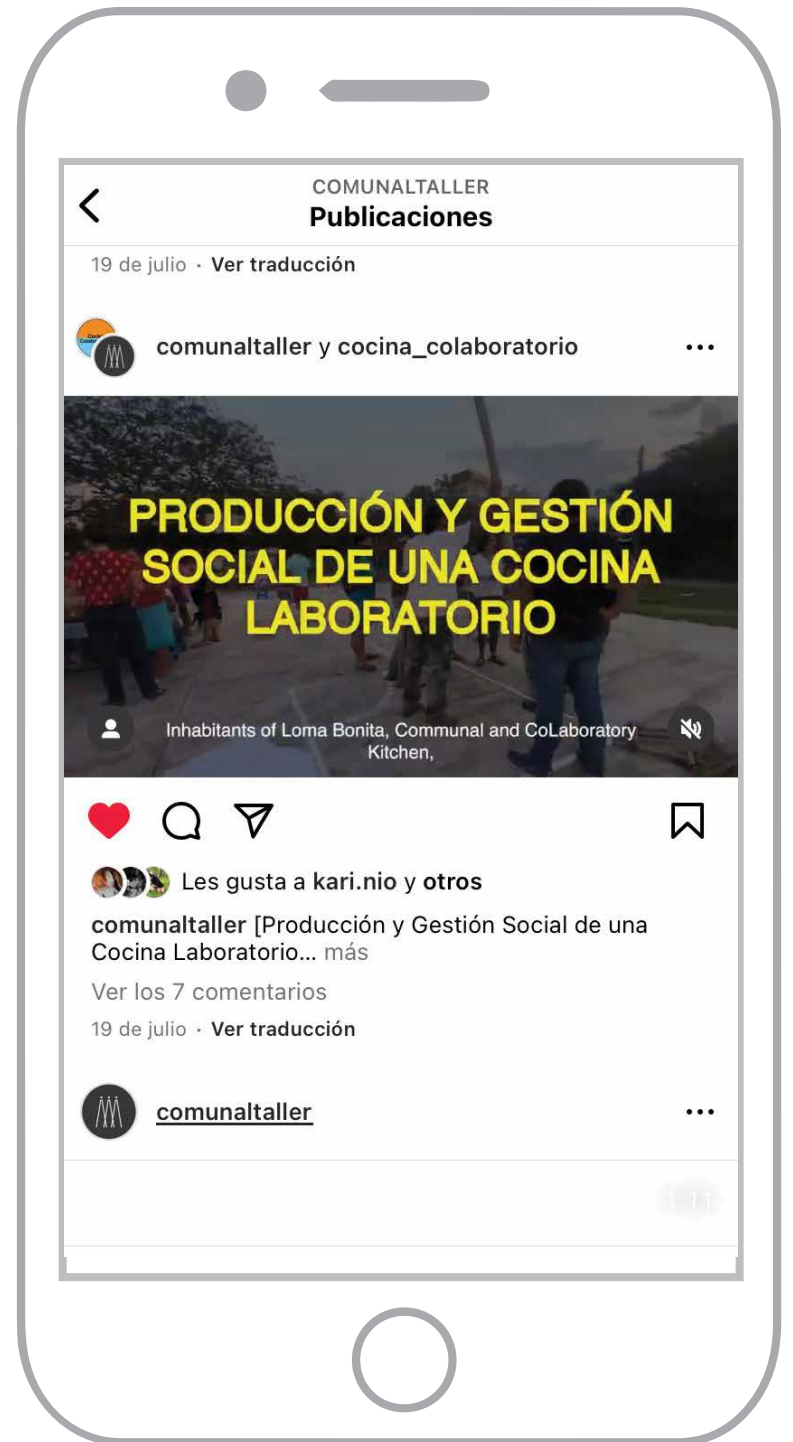 COMUNALTALLER
Publicaciones
19 de julio · Ver traducción
comunaltaller y cocina_colaboratorio
PRODUCCIÓN Y GESTIÓN
SOCIAL DE UNA COCINA
LABORATORIO
Inhabitants of Loma Bonita, Communal and CoLaboratory
Kitchen,
Les gusta a kari.nio y otros
comunaltaller [Producción y Gestión Social de una
Cocina Laboratorio... más
Ver los 7 comentarios
19 de julio · Ver traducción
comunaltaller
1/11